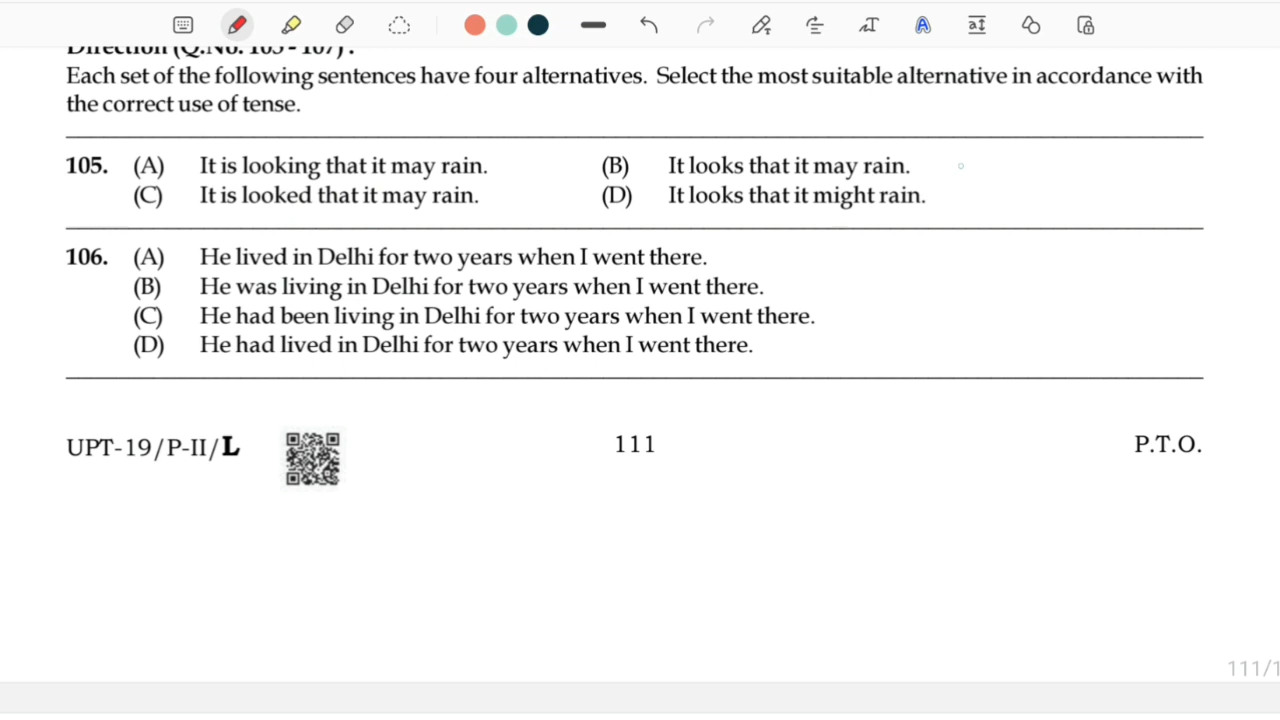 Direction (Q.No. 105 - 107) :
Each set of the following sentences have four alternatives. Select the most suitable alternative in accordance with
the correct use of tense.
105. (A) It is looking that it may rain. (B) It looks that it may rain.
(C) It is looked that it may rain. (D) It looks that it might rain.
106. (A) He lived in Delhi for two years when I went there.
(B) He was living in Delhi for two years when I went there.
(C) He had been living in Delhi for two years when I went there.
(D) He had lived in Delhi for two years when I went there.
UPT-19/P-II/L 111 P.T.O.
111/1